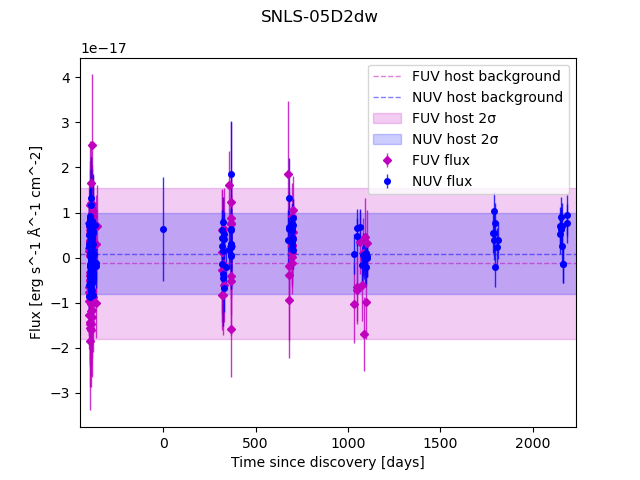 SNLS-05D2dw
1e−17
FUV host background
NUV host background
FUV host 2σ
NUV host 2σ
FUV flux
NUV flux
4
3
2
1
0
−1
−2
−3
Flux [erg s^-1 Å^-1 cm^-2]
0 500 1000 1500 2000
Time since discovery [days]